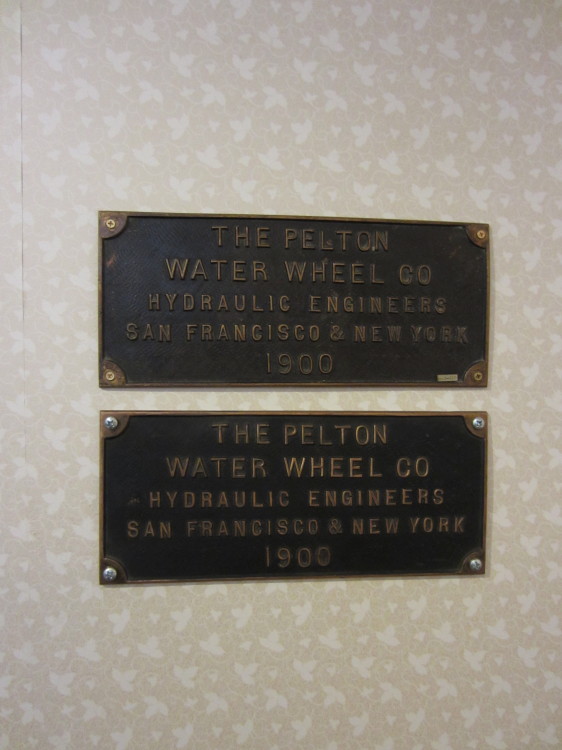 THE PELTON
WATER WHEEL CO
HYDRAULIC ENGINEERS
SAN FRANCISCO & NEW YORK
1900
THE PELTON
WATER WHEEL CO
HYDRAULIC ENGINEERS
SAN FRANCISCO & NEW YORK
1900